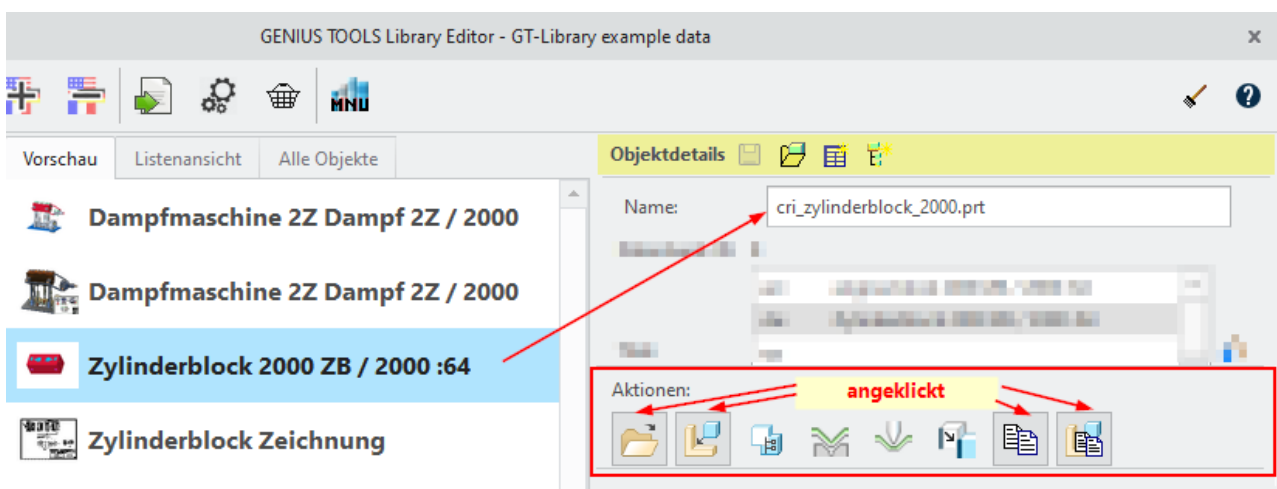 GENIUS TOOLS Library Editor - GT-Library example data
x
MNU
?
Vorschau
Listenansicht
Alle Objekte
Objektdetails
Dampfmaschine 2Z Dampf 2Z / 2000
Name:
cri_zylinderblock_2000.prt
Dampfmaschine 2Z Dampf 2Z / 2000
Zylinderblock 2000 ZB / 2000 :64
Aktionen:
angeklickt
Zylinderblock Zeichnung